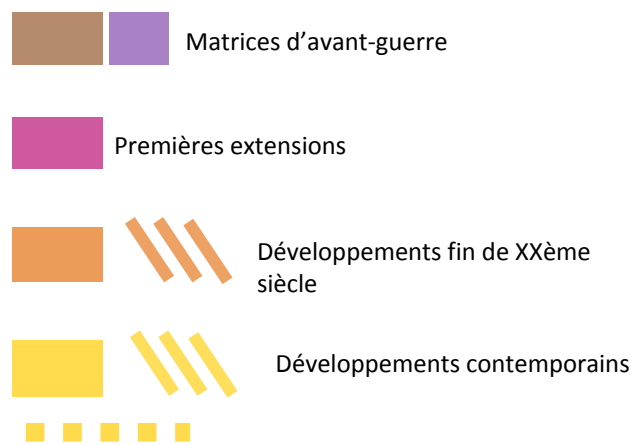 Matrices d’avant-guerre
Premières extensions
Développements fin de XXème
siècle
Développements contemporains